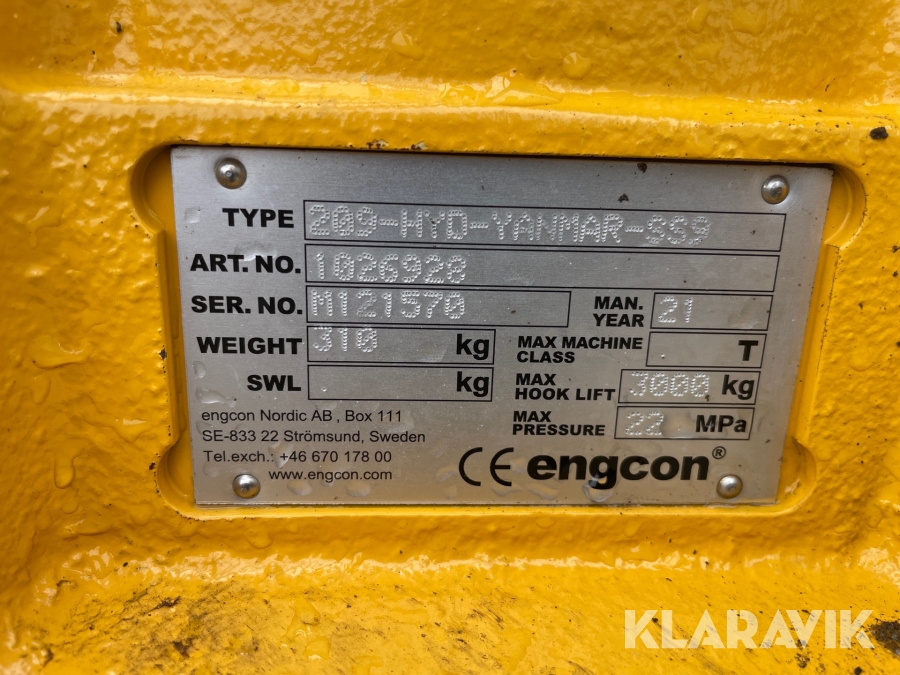 TYPE 209-HYD-YANMAR-SS9
ART. NO. 1026928
SER. NO. M121570 MAN. YEAR 21
WEIGHT 310 kg MAX MACHINE CLASS T
SWL kg MAX HOOK LIFT 3000 kg
MAX PRESSURE 22 MPa
engcon Nordic AB , Box 111
SE-833 22 Strömsund, Sweden
Tel.exch.: +46 670 178 00
www.engcon.com
CE engcon®
KLARAVIK